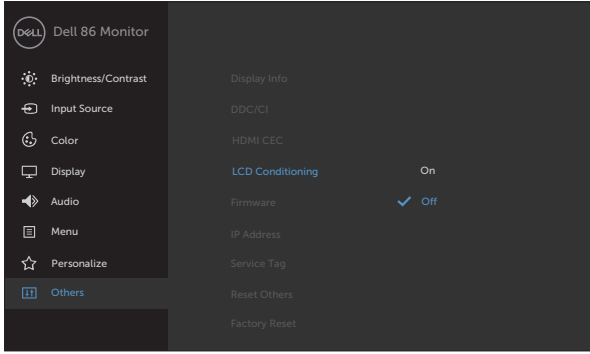 DELL Dell 86 Monitor
Brightness/Contrast Display Info
Input Source DDC/CI
Color HDMI CEC
Display LCD Conditioning On
Audio Firmware Off
Menu IP Address
Personalize Service Tag
Others Reset Others
Factory Reset